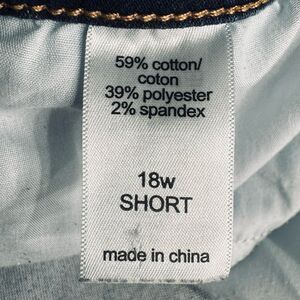 59% cotton/
coton
39% polyester
2% spandex
18w
SHORT
made in china